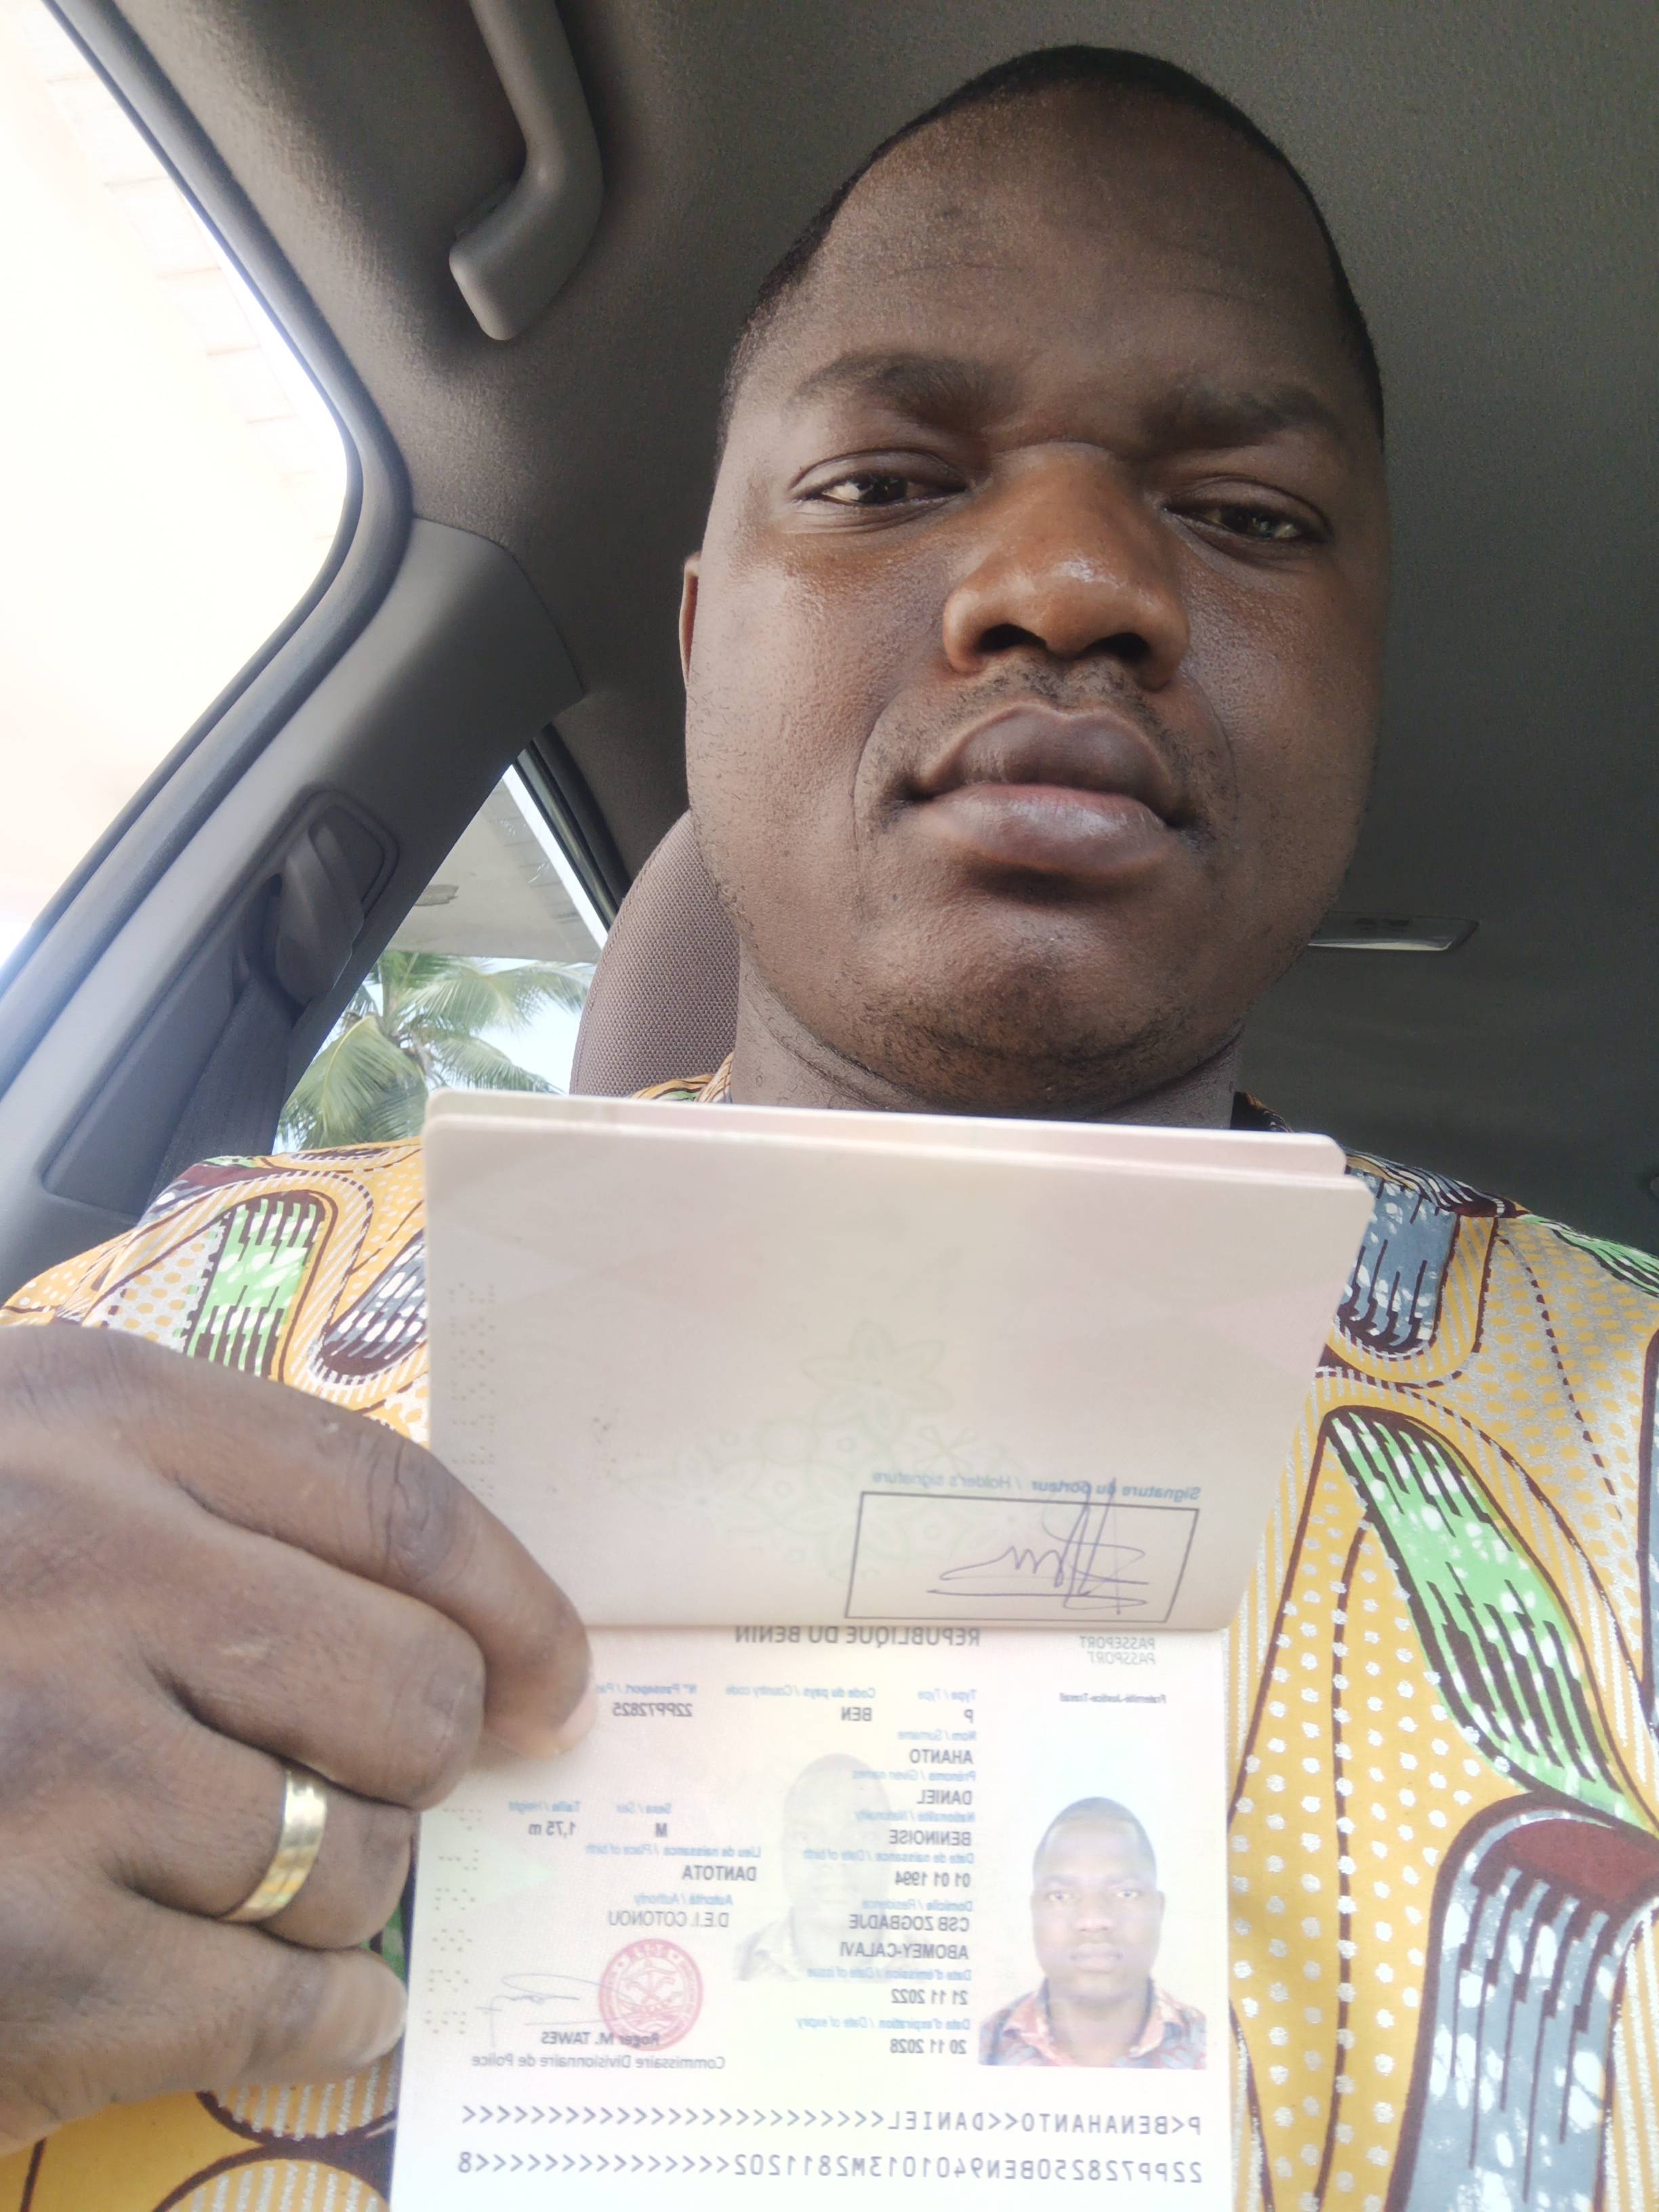 Signature du porteur / Holder's signature
REPUBLIQUE DU BENIN
PASSEPORT
PASSPORT
Fraternité-Justice-Travail
Type / Type Code du pays / Country code N° Passeport / Pas
P BEN 22PP72825
Nom / Surname
AHANTO
Prénoms / Given names
DANIEL
Nationalité / Nationality Sexe / Sex Taille / Height
BENINOISE M 1,75 m
Date de naissance / Date of birth Lieu de naissance / Place of birth
01 01 1994 DANTOTA
Domicile / Residence Autorité / Authority
CSB ZOGBADJE D.E.I. COTONOU
ABOMEY-CALAVI
Date d'émission / Date of issue
21 11 2022
Date d'expiration / Date of expiry
20 11 2028
Roger M. TAWES
Commissaire Divisionnaire de Police
P<BENAHANTO<<DANIEL<<<<<<<<<<<<<<<<<<<<<<<<<
22PP728250BEN9401013M2811202<<<<<<<<<<<<<<<8